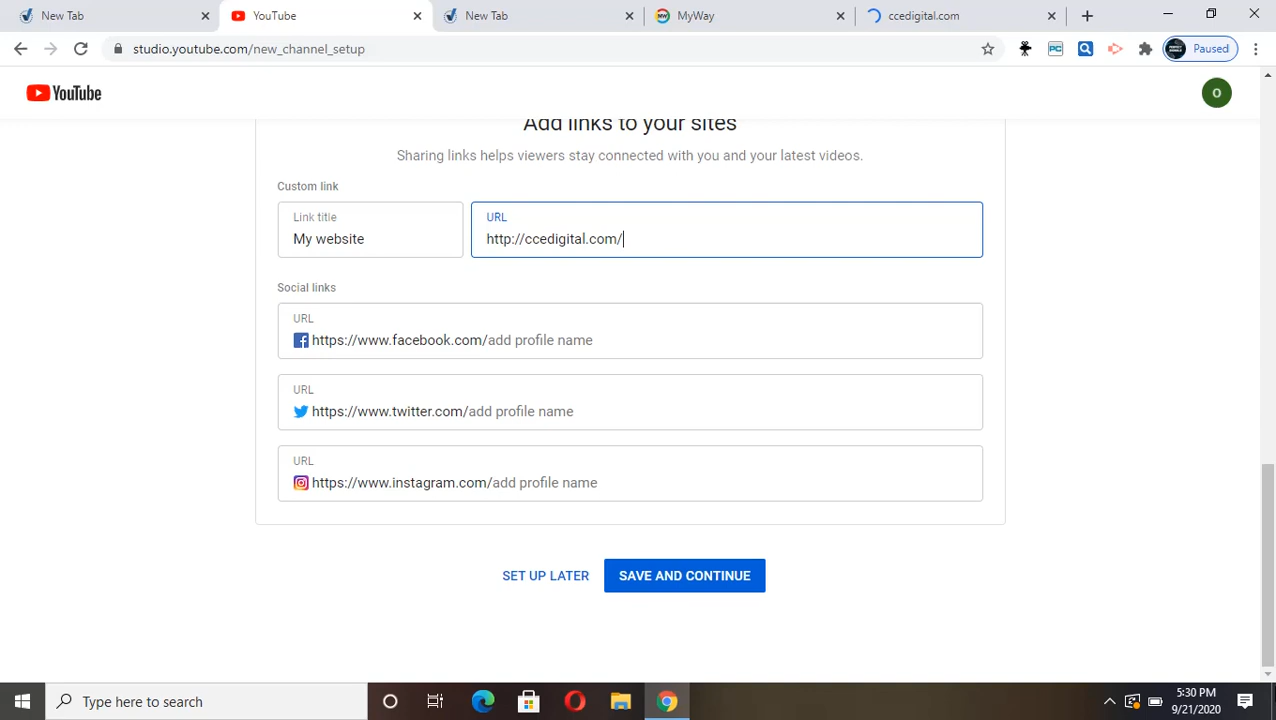 New Tab
YouTube
New Tab
MyWay
ccedigital.com
studio.youtube.com/new_channel_setup
PC
Paused
YouTube
O
Add links to your sites
Sharing links helps viewers stay connected with you and your latest videos.
Custom link
Link title
My website
URL
http://ccedigital.com/
Social links
URL
https://www.facebook.com/add profile name
URL
https://www.twitter.com/add profile name
URL
https://www.instagram.com/add profile name
SET UP LATER
SAVE AND CONTINUE
Type here to search
5:30 PM
9/21/2020